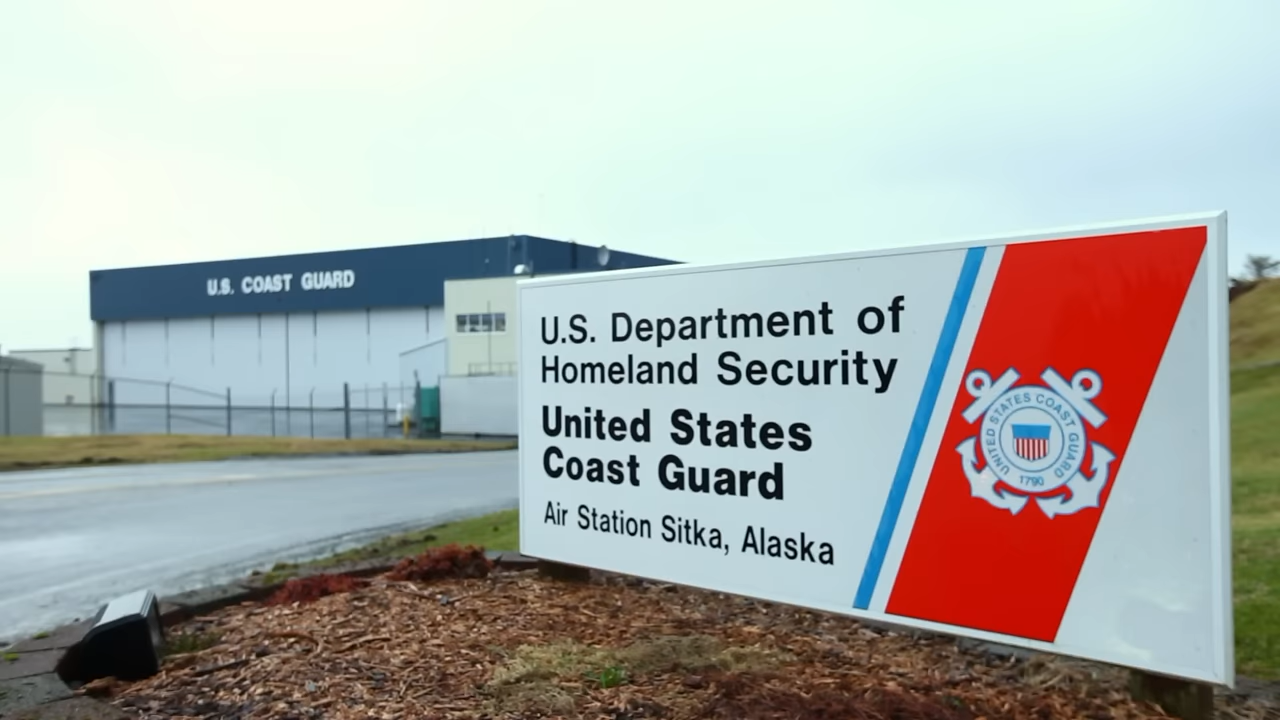 U.S. COAST GUARD
U.S. Department of
Homeland Security
United States
Coast Guard
Air Station Sitka, Alaska
UNITED STATES COAST GUARD
1790